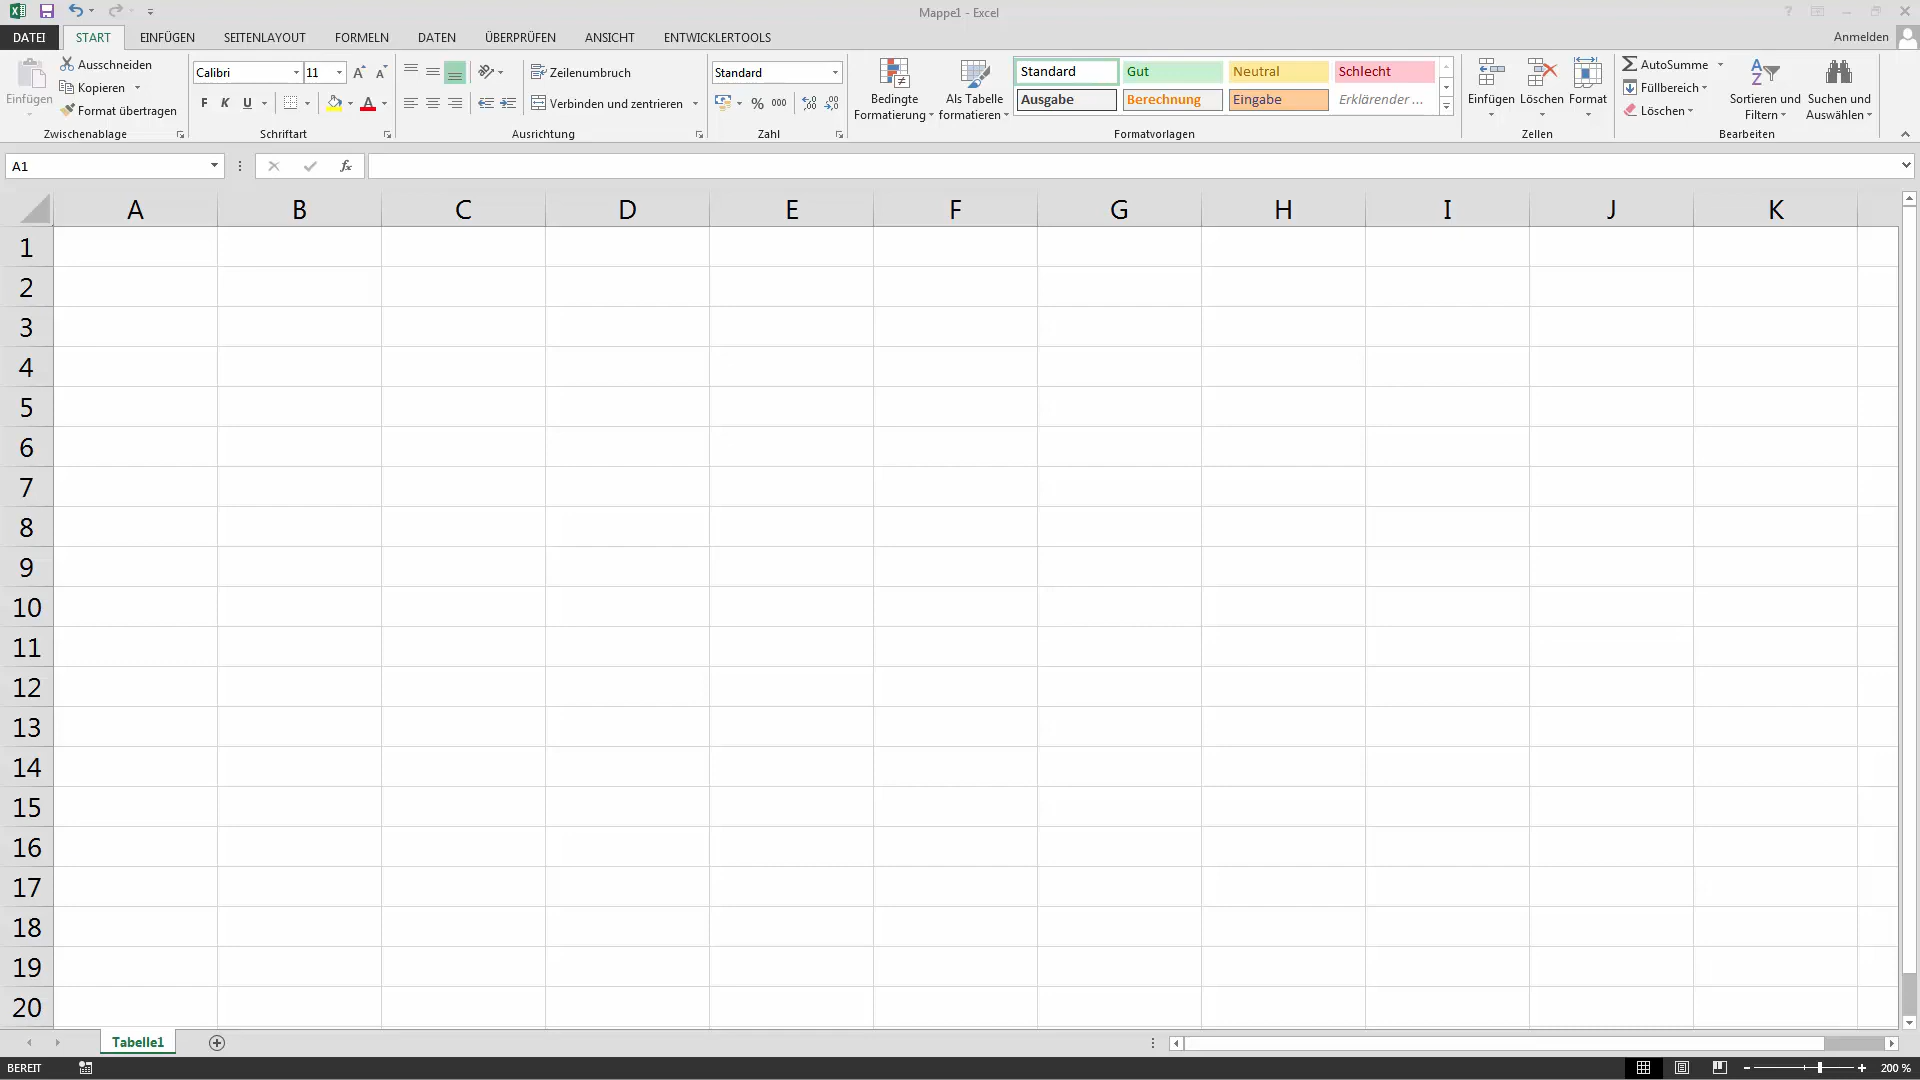 Mappe1 - Excel
DATEI START EINFÜGEN SEITENLAYOUT FORMELN DATEN ÜBERPRÜFEN ANSICHT ENTWICKLERTOOLS Anmelden
Einfügen
Ausschneiden
Kopieren
Format übertragen
Zwischenablage
Calibri 11
F K U
Schriftart
Zeilenumbruch
Verbinden und zentrieren
Ausrichtung
Standard
% 000
Zahl
Bedingte
Formatierung
Als Tabelle
formatieren
Standard Gut Neutral Schlecht
Ausgabe Berechnung Eingabe Erklärender ...
Formatvorlagen
Einfügen Löschen Format
Zellen
AutoSumme
Füllbereich
Löschen
Sortieren und
Filtern
Suchen und
Auswählen
Bearbeiten
A1
fx
A B C D E F G H I J K
1
2
3
4
5
6
7
8
9
10
11
12
13
14
15
16
17
18
19
20
Tabelle1
BEREIT
200 %